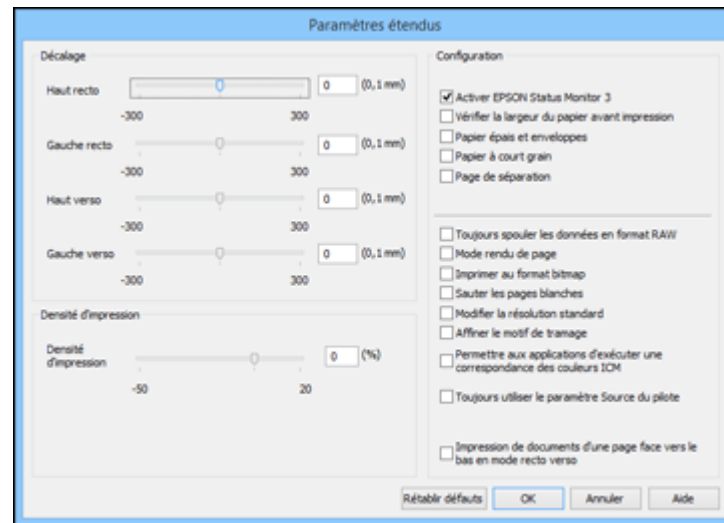 Paramètres étendus
Décalage
Haut recto
0
(0,1 mm)
-300
300
Gauche recto
0
(0,1 mm)
-300
300
Haut verso
0
(0,1 mm)
-300
300
Gauche verso
0
(0,1 mm)
-300
300
Densité d'impression
Densité
d'impression
0
(%)
-50
20
Configuration
Activer EPSON Status Monitor 3
Vérifier la largeur du papier avant impression
Papier épais et enveloppes
Papier à court grain
Page de séparation
Toujours spouler les données en format RAW
Mode rendu de page
Imprimer au format bitmap
Sauter les pages blanches
Modifier la résolution standard
Affiner le motif de tramage
Permettre aux applications d'exécuter une
correspondance des couleurs ICM
Toujours utiliser le paramètre Source du pilote
Impression de documents d'une page face vers le
bas en mode recto verso
Rétablir défauts
OK
Annuler
Aide